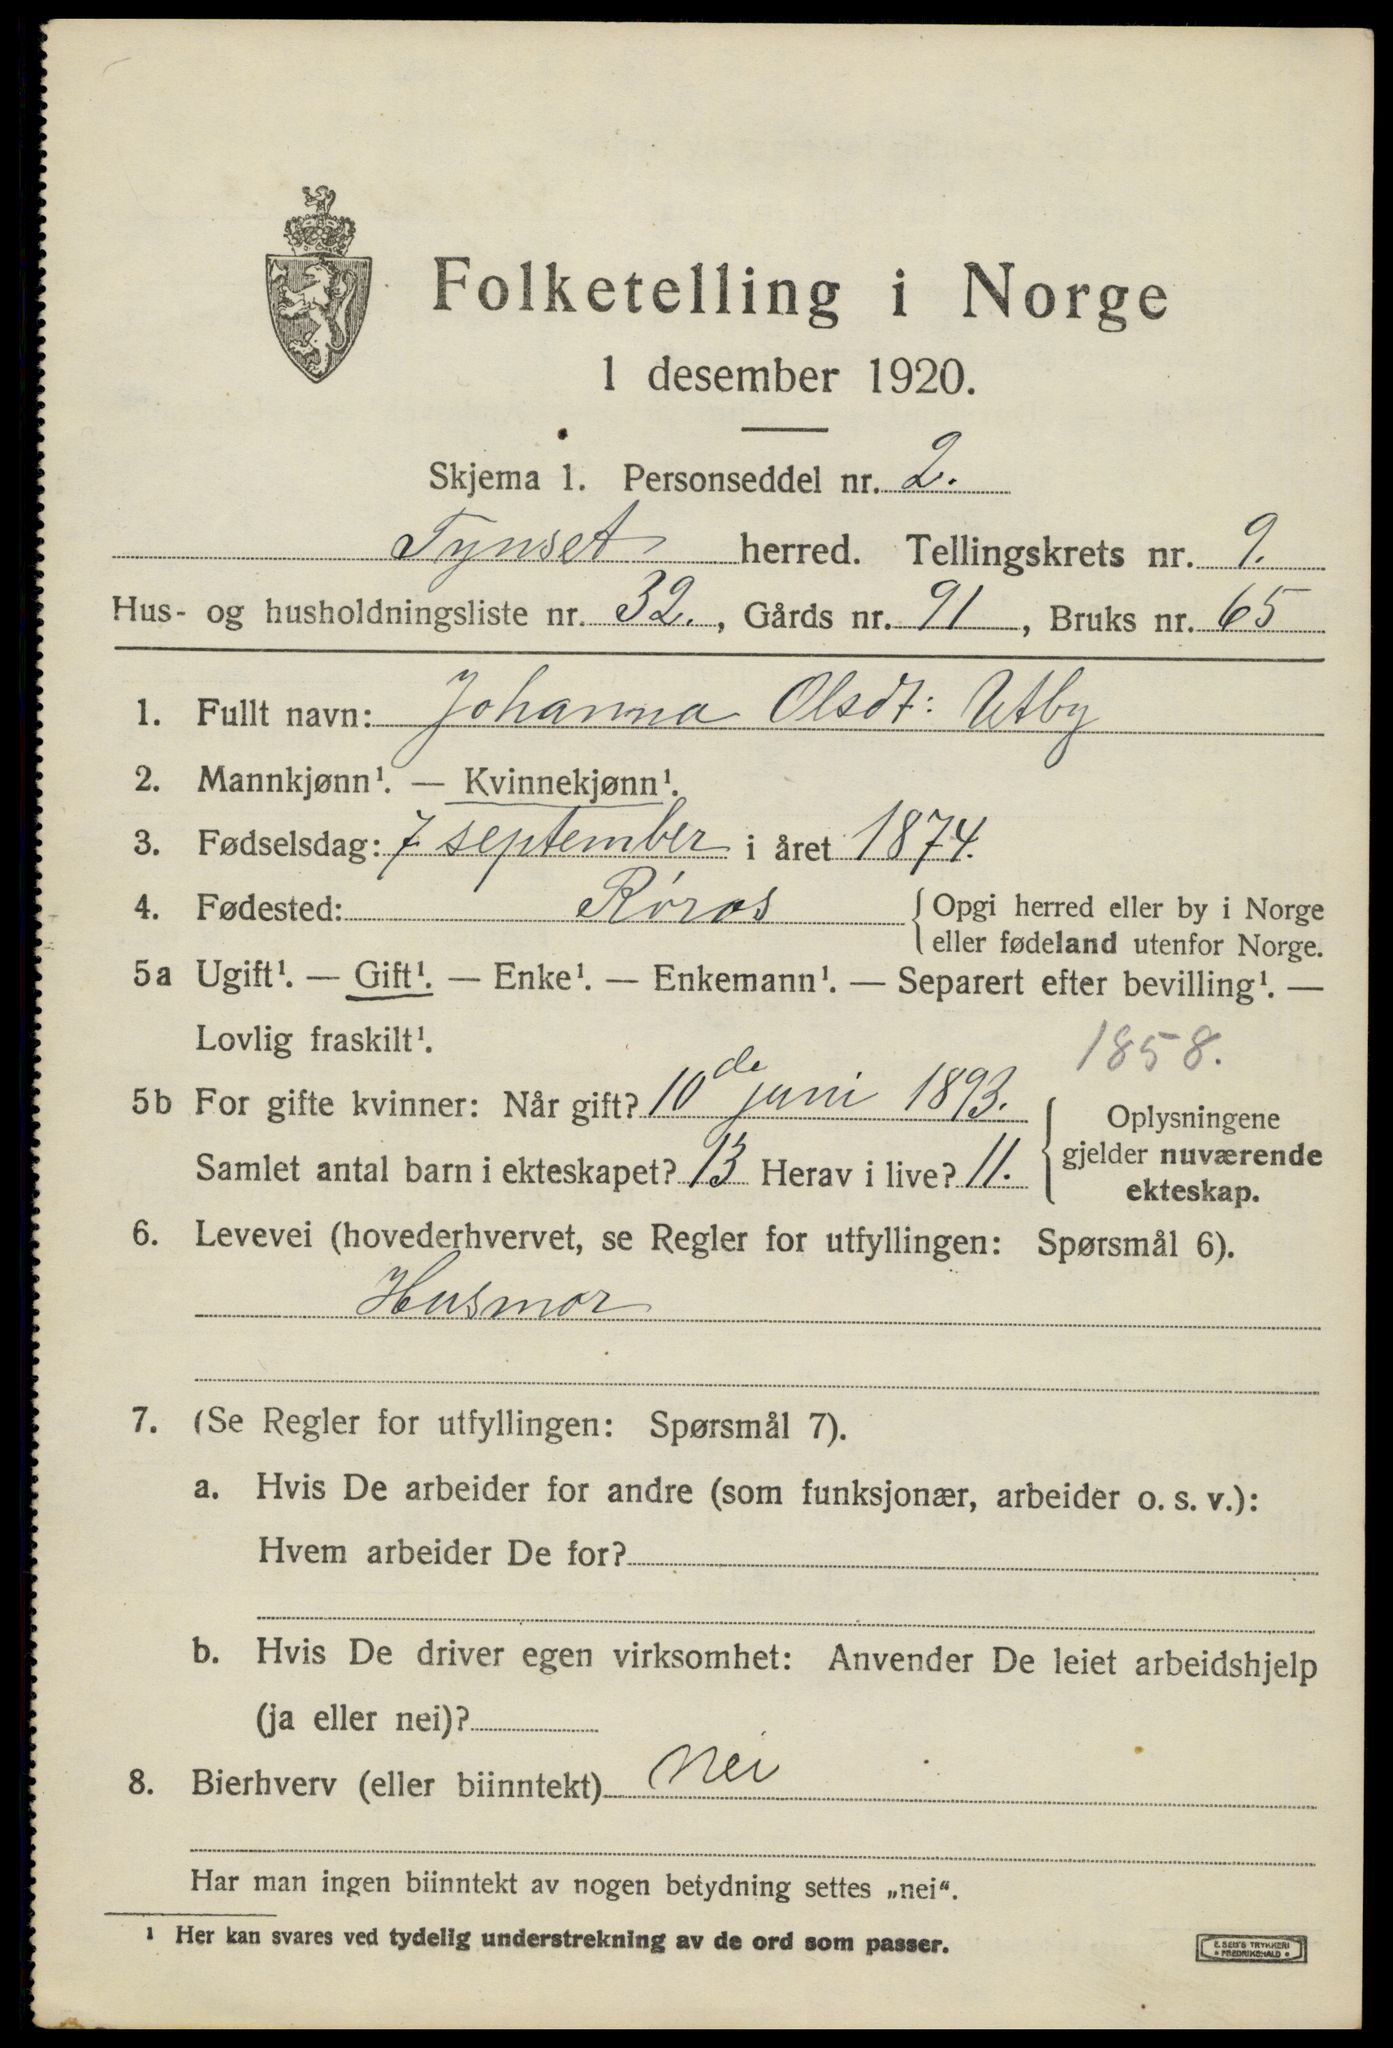 Folketelling i Norge
1 desember 1920.
Skjema 1. Personseddel nr. 2.
Tynset herred. Tellingskrets nr. 9.
Hus- og husholdningsliste nr. 32., Gårds nr. 91, Bruks nr. 65
1. Fullt navn: Johanna Olsdt: Utby
2. Mannkjønn¹. — Kvinnekjønn¹.
3. Fødselsdag: 7 september i året 1874.
4. Fødested: Røros { Opgi herred eller by i Norge
eller fødeland utenfor Norge.
5a Ugift¹. — Gift¹. — Enke¹. — Enkemann¹. — Separert efter bevilling¹. —
Lovlig fraskilt¹.
1858.
5b For gifte kvinner: Når gift? 10de juni 1893.
Samlet antal barn i ekteskapet? 13 Herav i live? 11.
{ Oplysningene
gjelder nuværende
ekteskap.
6. Levevei (hovederhvervet, se Regler for utfyllingen: Spørsmål 6).
Husmor
7. (Se Regler for utfyllingen: Spørsmål 7).
a. Hvis De arbeider for andre (som funksjonær, arbeider o. s. v.):
Hvem arbeider De for?
b. Hvis De driver egen virksomhet: Anvender De leiet arbeidshjelp
(ja eller nei)?
8. Bierhverv (eller biinntekt) Nei
Har man ingen biinntekt av nogen betydning settes „nei“.
¹ Her kan svares ved tydelig understrekning av de ord som passer.
E. SEM'S TRYKKERI
• FREDRIKSHALD •